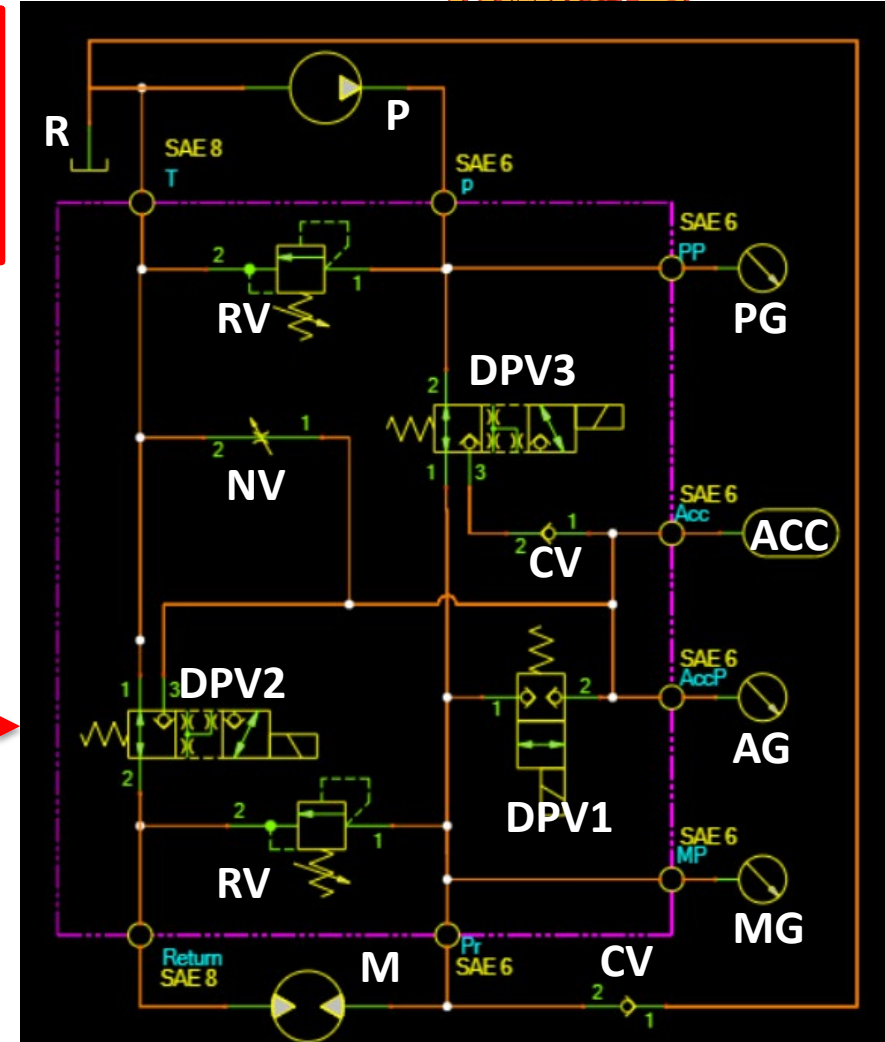 P
R
SAE 8
T
SAE 6
p
SAE 6
PP
2
1
RV
PG
DPV3
2
1
2
NV
1
3
SAE 6
Acc
1
2
CV
ACC
DPV2
1
3
SAE 6
AccP
1
2
AG
2
DPV1
2
1
SAE 6
MP
RV
MG
Return
SAE 8
M
Pr
SAE 6
CV
2
1